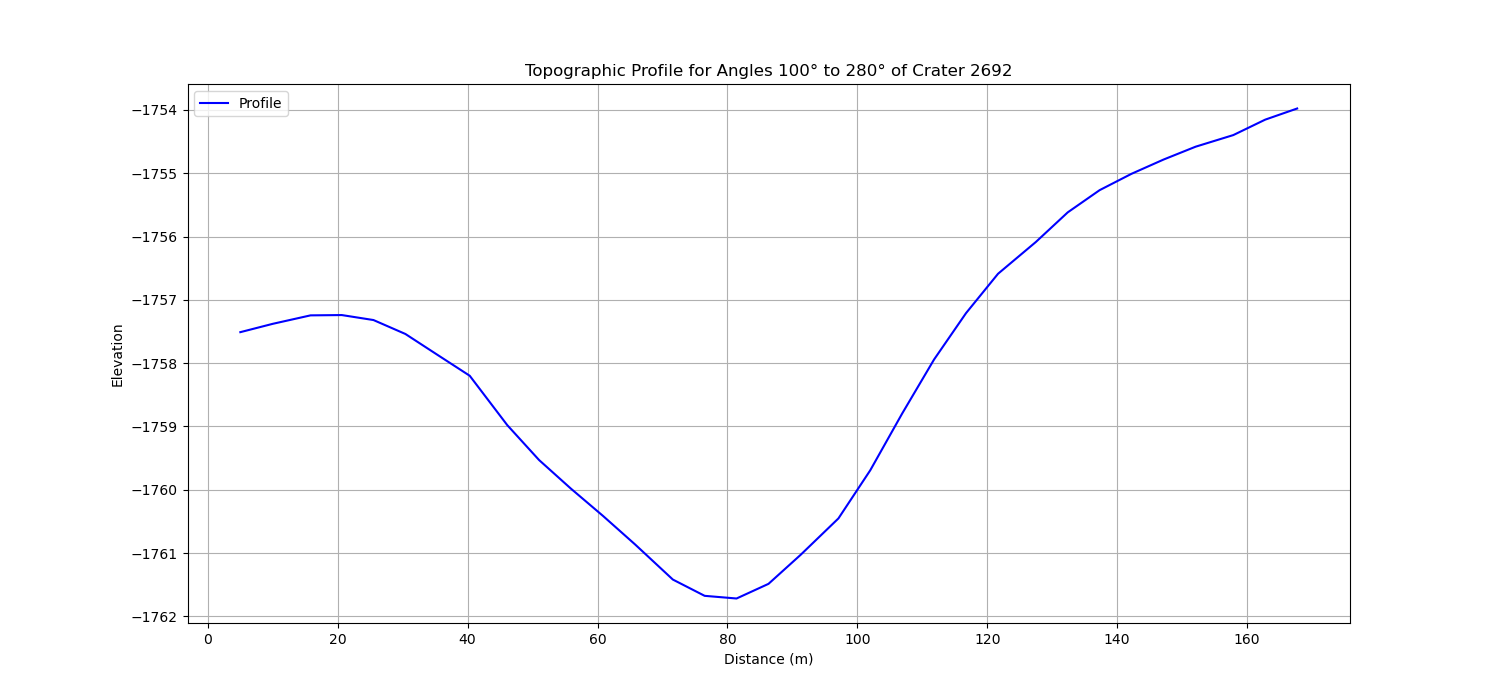 Topographic Profile for Angles 100° to 280° of Crater 2692
Profile
−1754
−1755
−1756
−1757
−1758
−1759
−1760
−1761
−1762
Elevation
0 20 40 60 80 100 120 140 160
Distance (m)